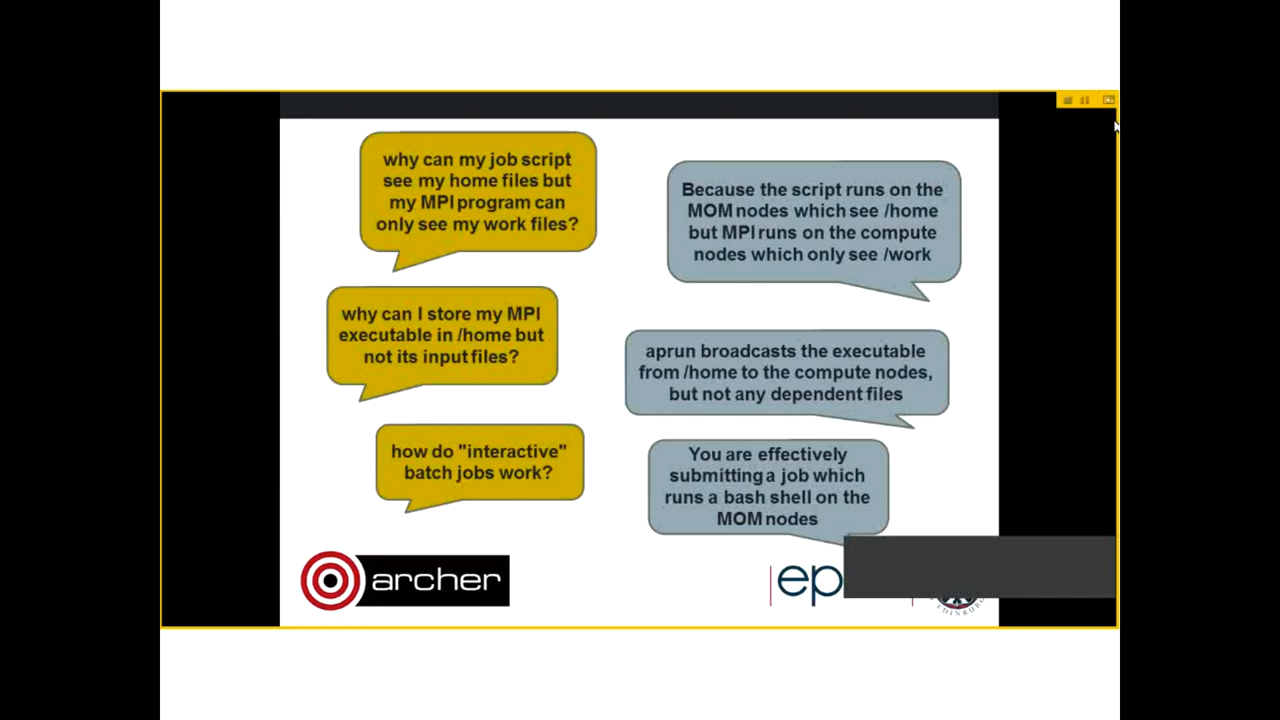 why can my job script
see my home files but
my MPI program can
only see my work files?
Because the script runs on the
MOM nodes which see /home
but MPI runs on the compute
nodes which only see /work
why can I store my MPI
executable in /home but
not its input files?
aprun broadcasts the executable
from /home to the compute nodes,
but not any dependent files
how do "interactive"
batch jobs work?
You are effectively
submitting a job which
runs a bash shell on the
MOM nodes
archer